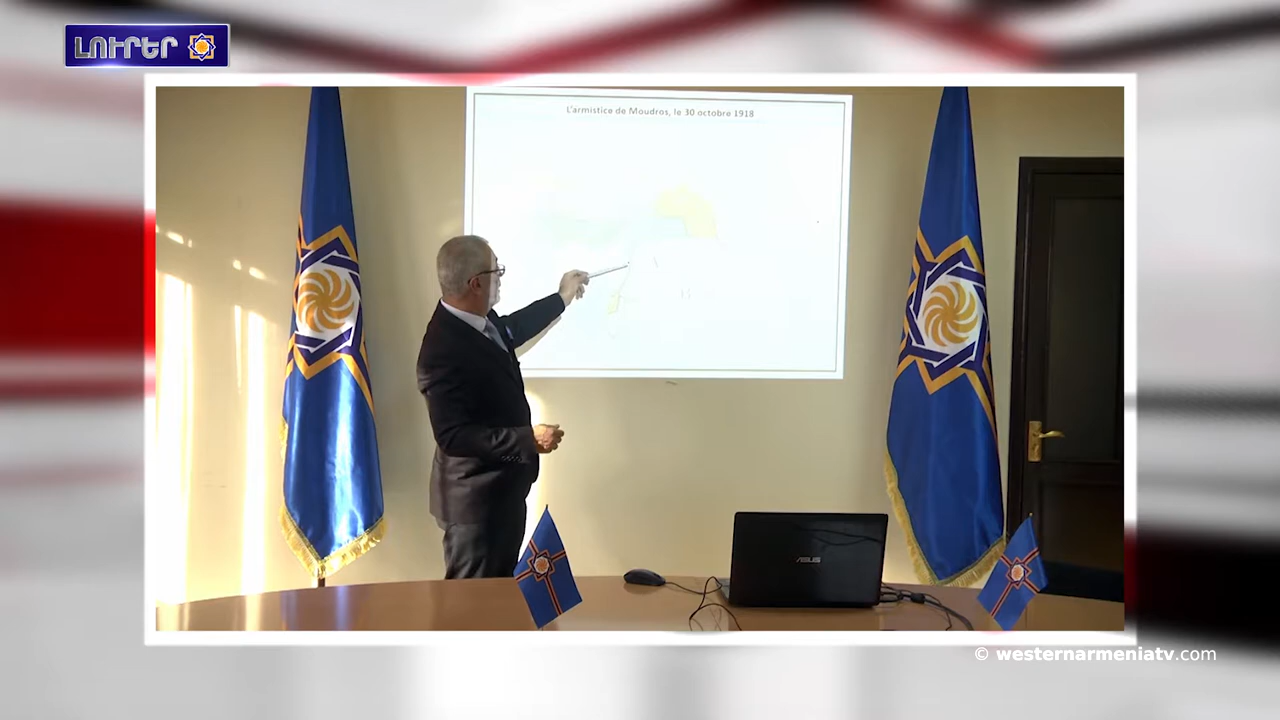 ԼՈՒՐԵՐ
L'armistice de Moudros, le 30 octobre 1918
ASUS
© westernarmeniatv.com